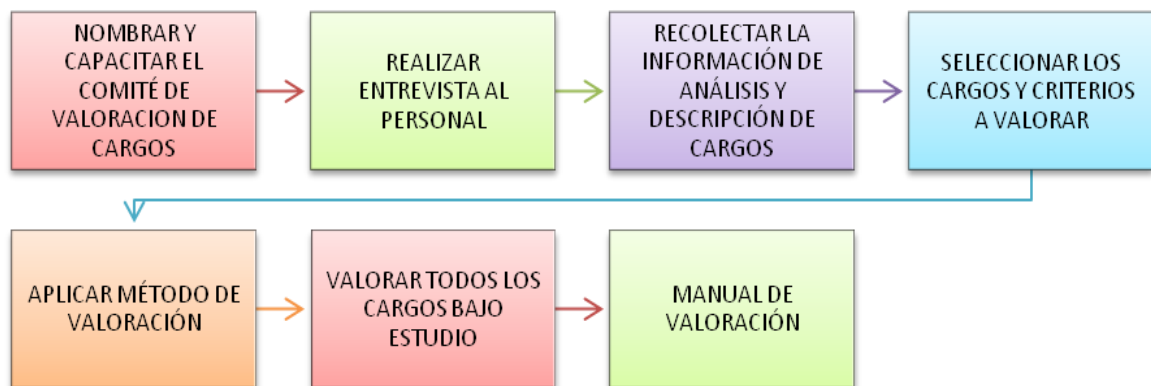 NOMBRAR Y
CAPACITAR EL
COMITÉ DE
VALORACION DE
CARGOS
REALIZAR
ENTREVISTA AL
PERSONAL
RECOLECTAR LA
INFORMACIÓN DE
ANÁLISIS Y
DESCRIPCIÓN DE
CARGOS
SELECCIONAR LOS
CARGOS Y CRITERIOS
A VALORAR
APLICAR MÉTODO DE
VALORACIÓN
VALORAR TODOS LOS
CARGOS BAJO
ESTUDIO
MANUAL DE
VALORACIÓN